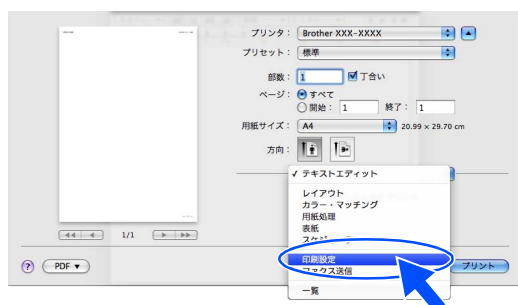 プリンタ： Brother XXX-XXXX
プリセット： 標準
部数： 1 丁合い
ページ： すべて
開始： 1 終了： 1
用紙サイズ： A4 20.99 x 29.70 cm
方向：
✓ テキストエディット
レイアウト
カラー・マッチング
用紙処理
表紙
1/1
印刷設定
ファクス送信
? PDF▼ プリント
一覧